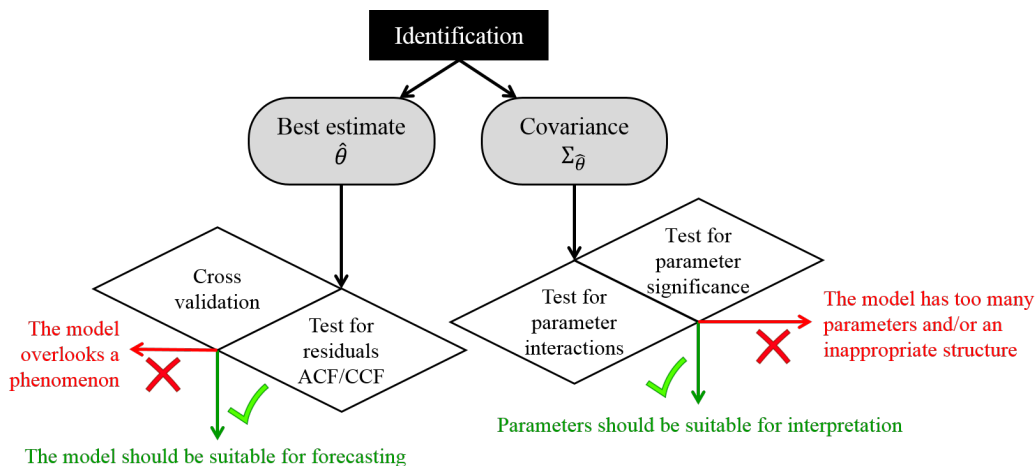 Identification
Best estimate
θ̂
Covariance
Σ_θ̂
Cross
validation
Test for
residuals
ACF/CCF
Test for
parameter
significance
Test for
parameter
interactions
The model
overlooks a
phenomenon
The model has too many
parameters and/or an
inappropriate structure
The model should be suitable for forecasting
Parameters should be suitable for interpretation